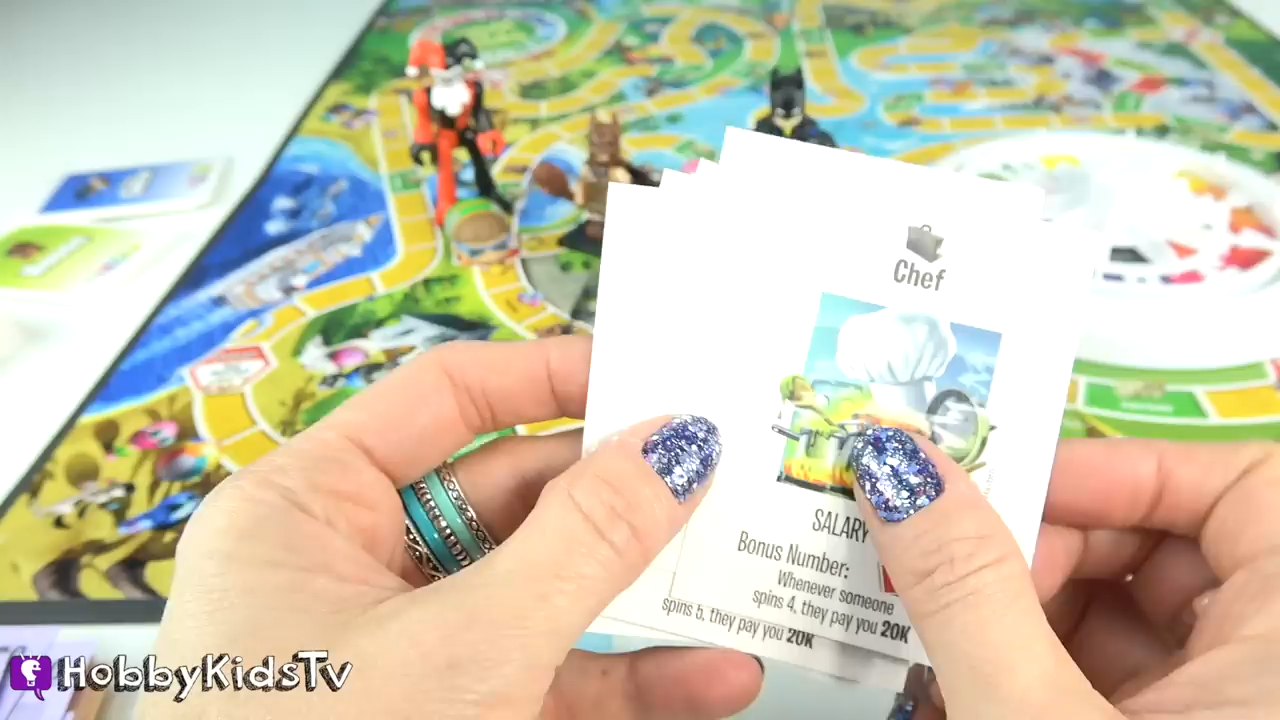 Chef
SALARY
Bonus Number:
Whenever someone
spins 4, they pay you 20K
spins 5, they pay you 20K
HobbyKidsTv